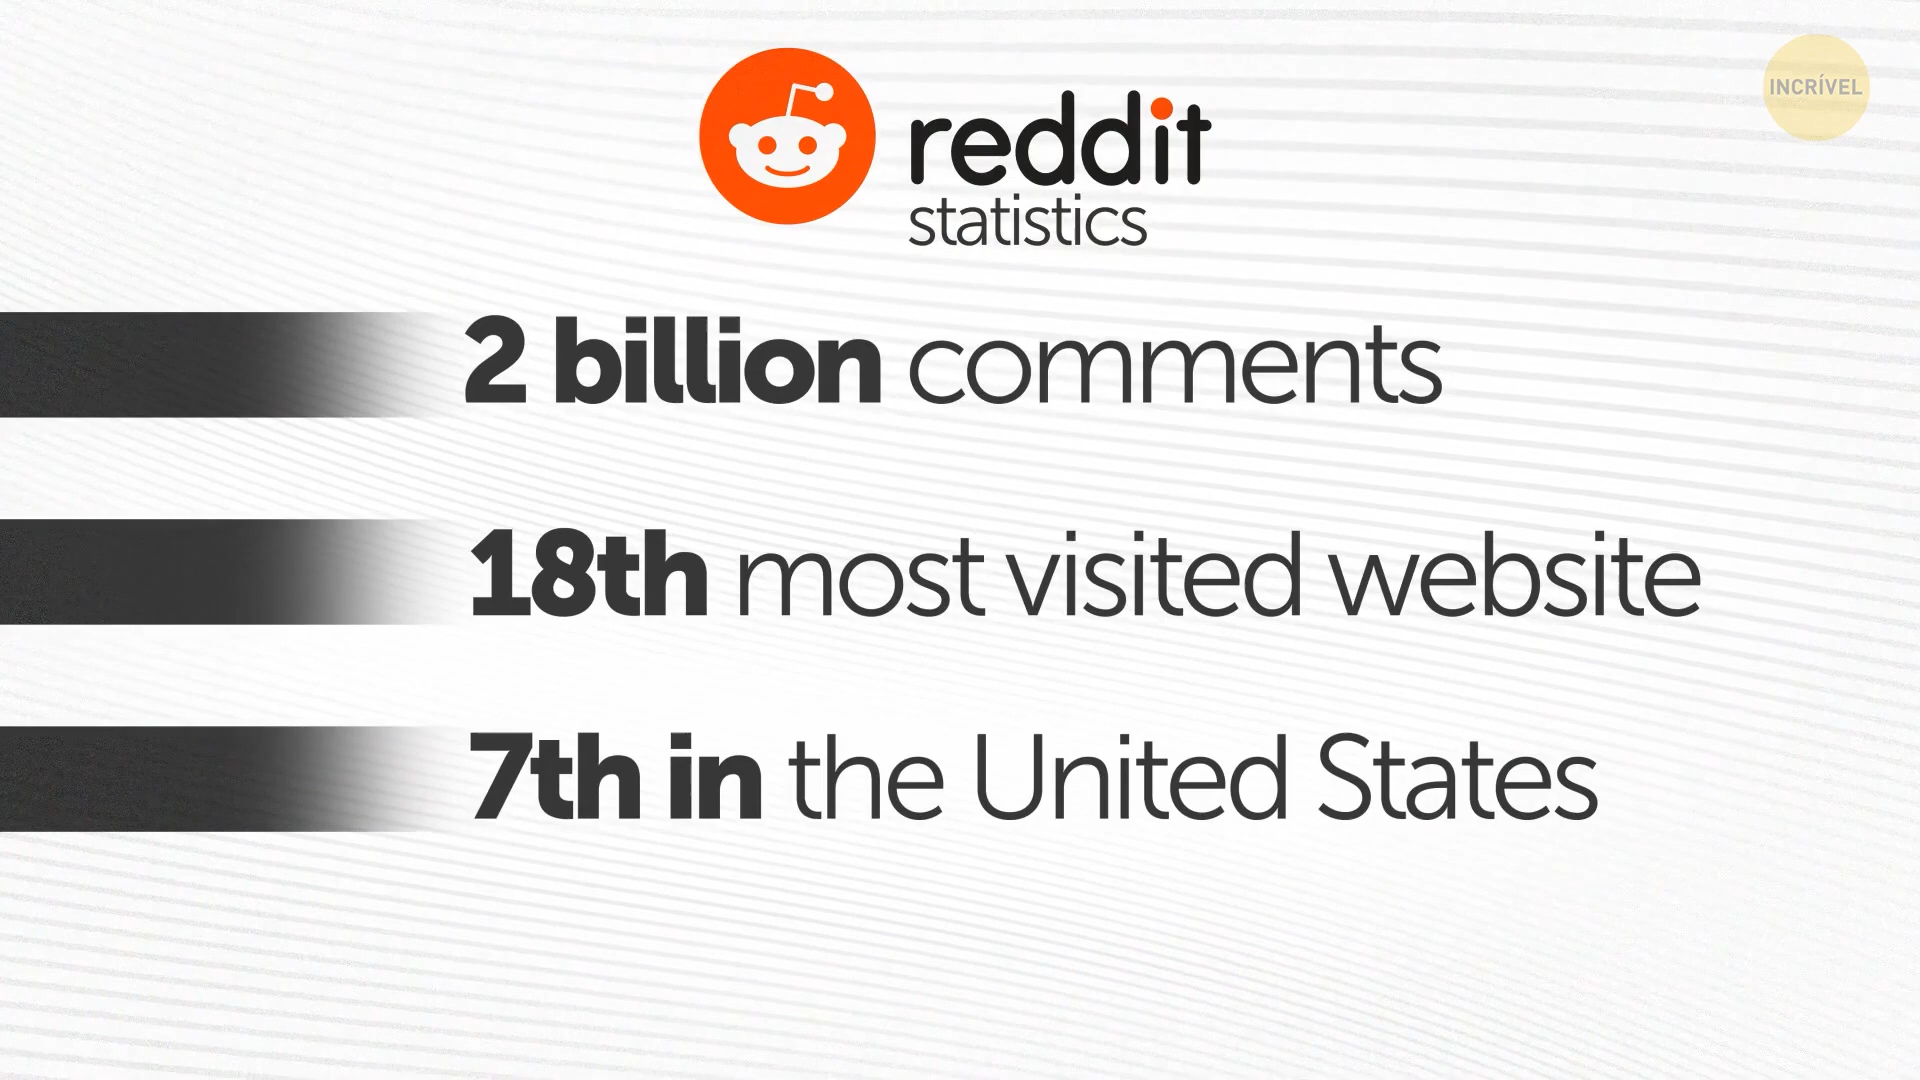 INCRÍVEL
reddit
statistics
2 billion comments
18th most visited website
7th in the United States